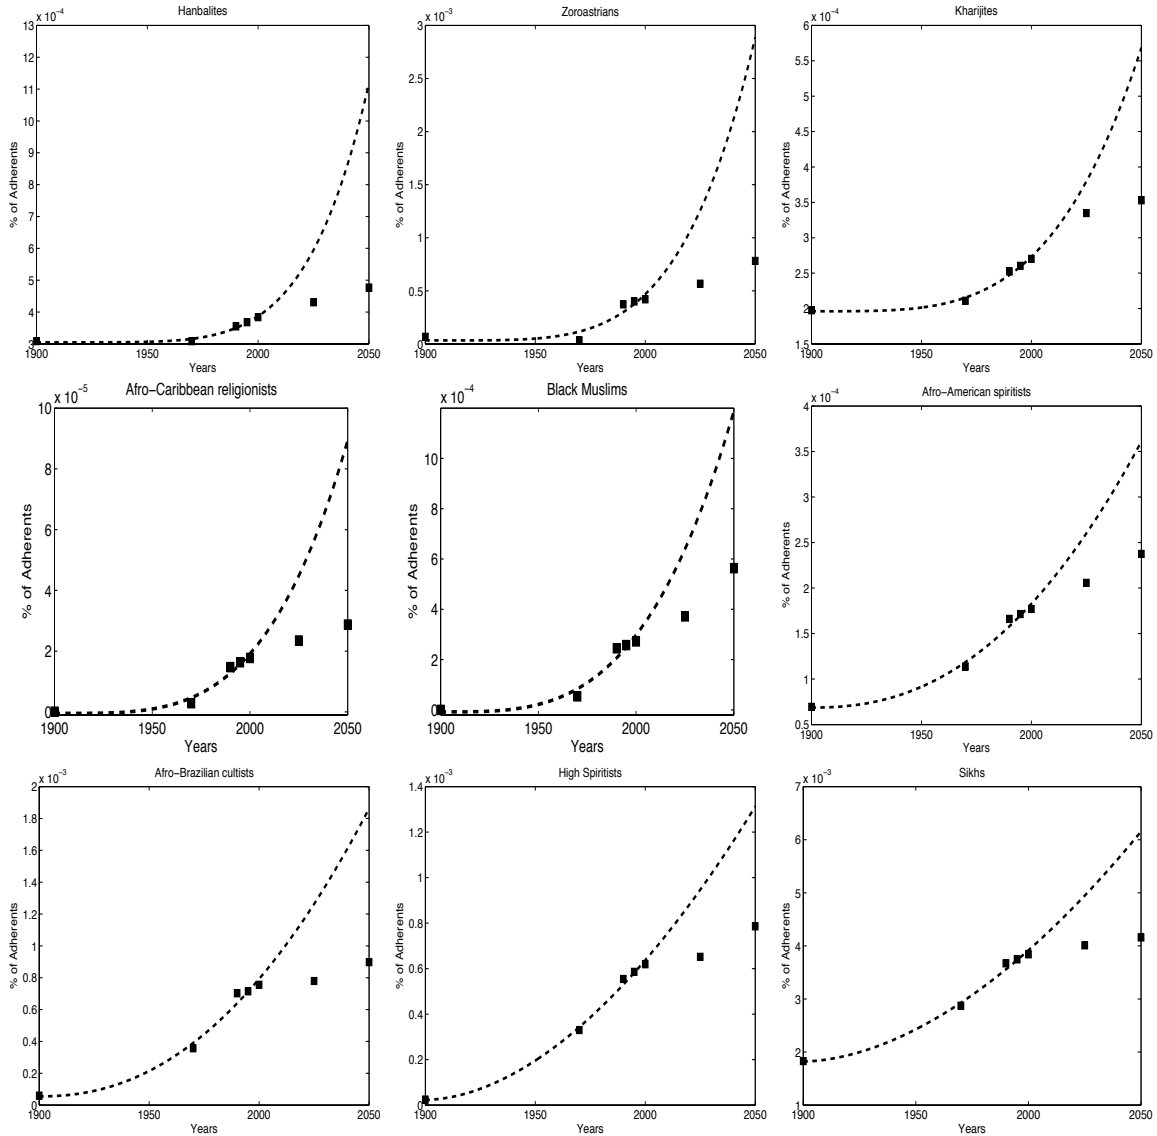 Hanbalites
x 10⁻⁴
13
12
11
10
9
8
7
6
5
4
3
% of Adherents
1900 1950 2000 2050
Years
Zoroastrians
x 10⁻³
3
2.5
2
1.5
1
0.5
0
% of Adherents
1900 1950 2000 2050
Years
Kharijites
x 10⁻⁴
6
5.5
5
4.5
4
3.5
3
2.5
2
1.5
% of Adherents
1900 1950 2000 2050
Years
Afro−Caribbean religionists
x 10⁻⁵
10
8
6
4
2
0
% of Adherents
1900 1950 2000 2050
Years
Black Muslims
x 10⁻⁴
10
8
6
4
2
0
% of Adherents
1900 1950 2000 2050
Years
Afro−American spiritists
x 10⁻⁴
4
3.5
3
2.5
2
1.5
1
0.5
% of Adherents
1900 1950 2000 2050
Years
Afro−Brazilian cultists
x 10⁻³
2
1.8
1.6
1.4
1.2
1
0.8
0.6
0.4
0.2
0
% of Adherents
1900 1950 2000 2050
Years
High Spiritists
x 10⁻³
1.4
1.2
1
0.8
0.6
0.4
0.2
0
% of Adherents
1900 1950 2000 2050
Years
Sikhs
x 10⁻³
7
6
5
4
3
2
1
% of Adherents
1900 1950 2000 2050
Years